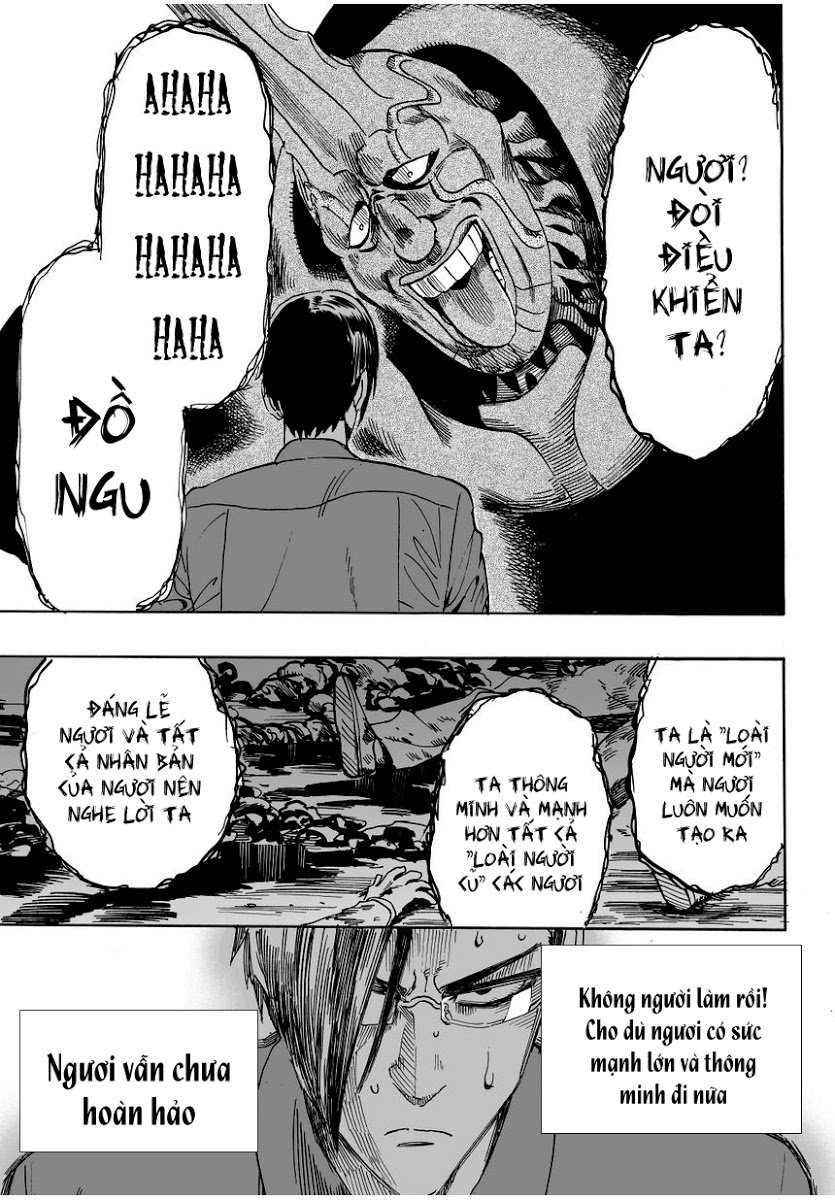 NGƯƠI?
ĐÒI
ĐIỀU
KHIỂN
TA?
AHAHA
HAHAHA
HAHAHA
HAHA
ĐỒ
NGU
TA LÀ "LOÀI
NGƯỜI MỚI"
MÀ NGƯƠI
LUÔN MUỐN
TẠO RA
TA THÔNG
MINH VÀ MẠNH
HƠN TẤT CẢ
"LOÀI NGƯỜI
CỦ" CÁC NGƯƠI
ĐÁNG LẼ
NGƯƠI VÀ TẤT
CẢ NHÂN BẢN
CỦA NGƯƠI NÊN
NGHE LỜI TA
Không người làm rồi!
Cho dù ngươi có sức
mạnh lớn và thông
minh đi nữa
Ngươi vẫn chưa
hoàn hảo